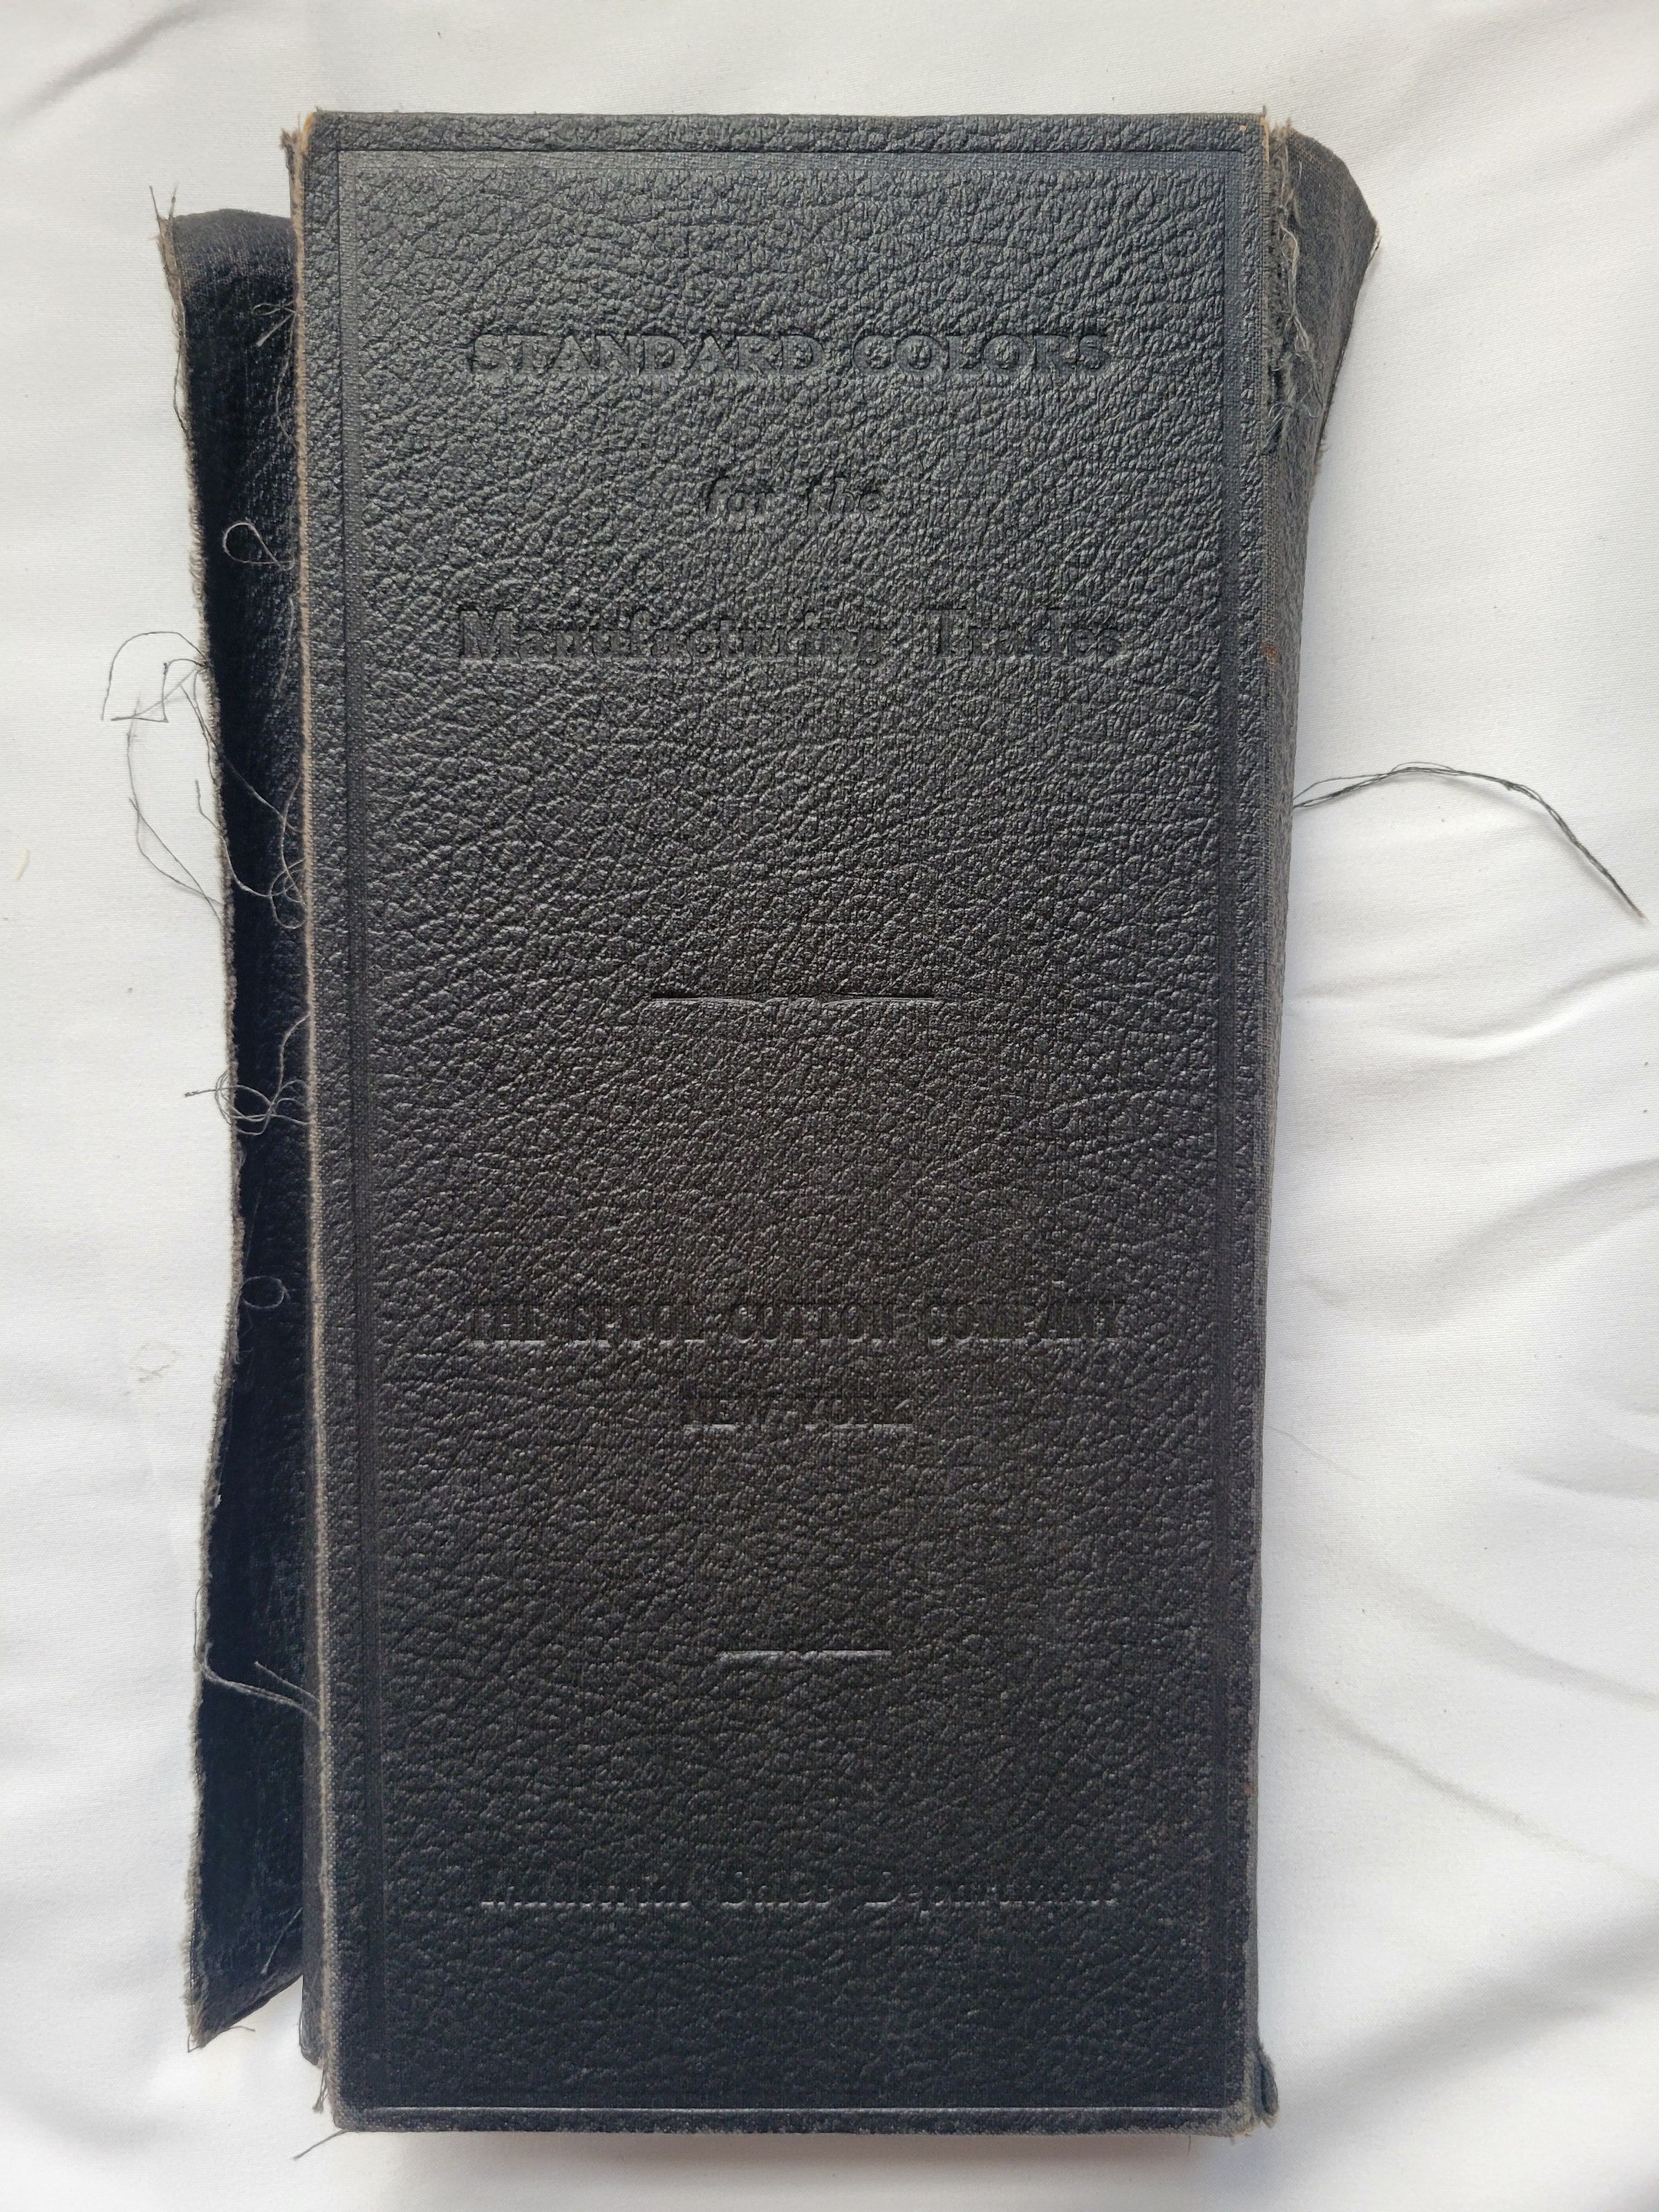 STANDARD COLORS
for the
Manufacturing Trades
THE SPOOL COTTON COMPANY
NEW YORK
Industrial Sales Department